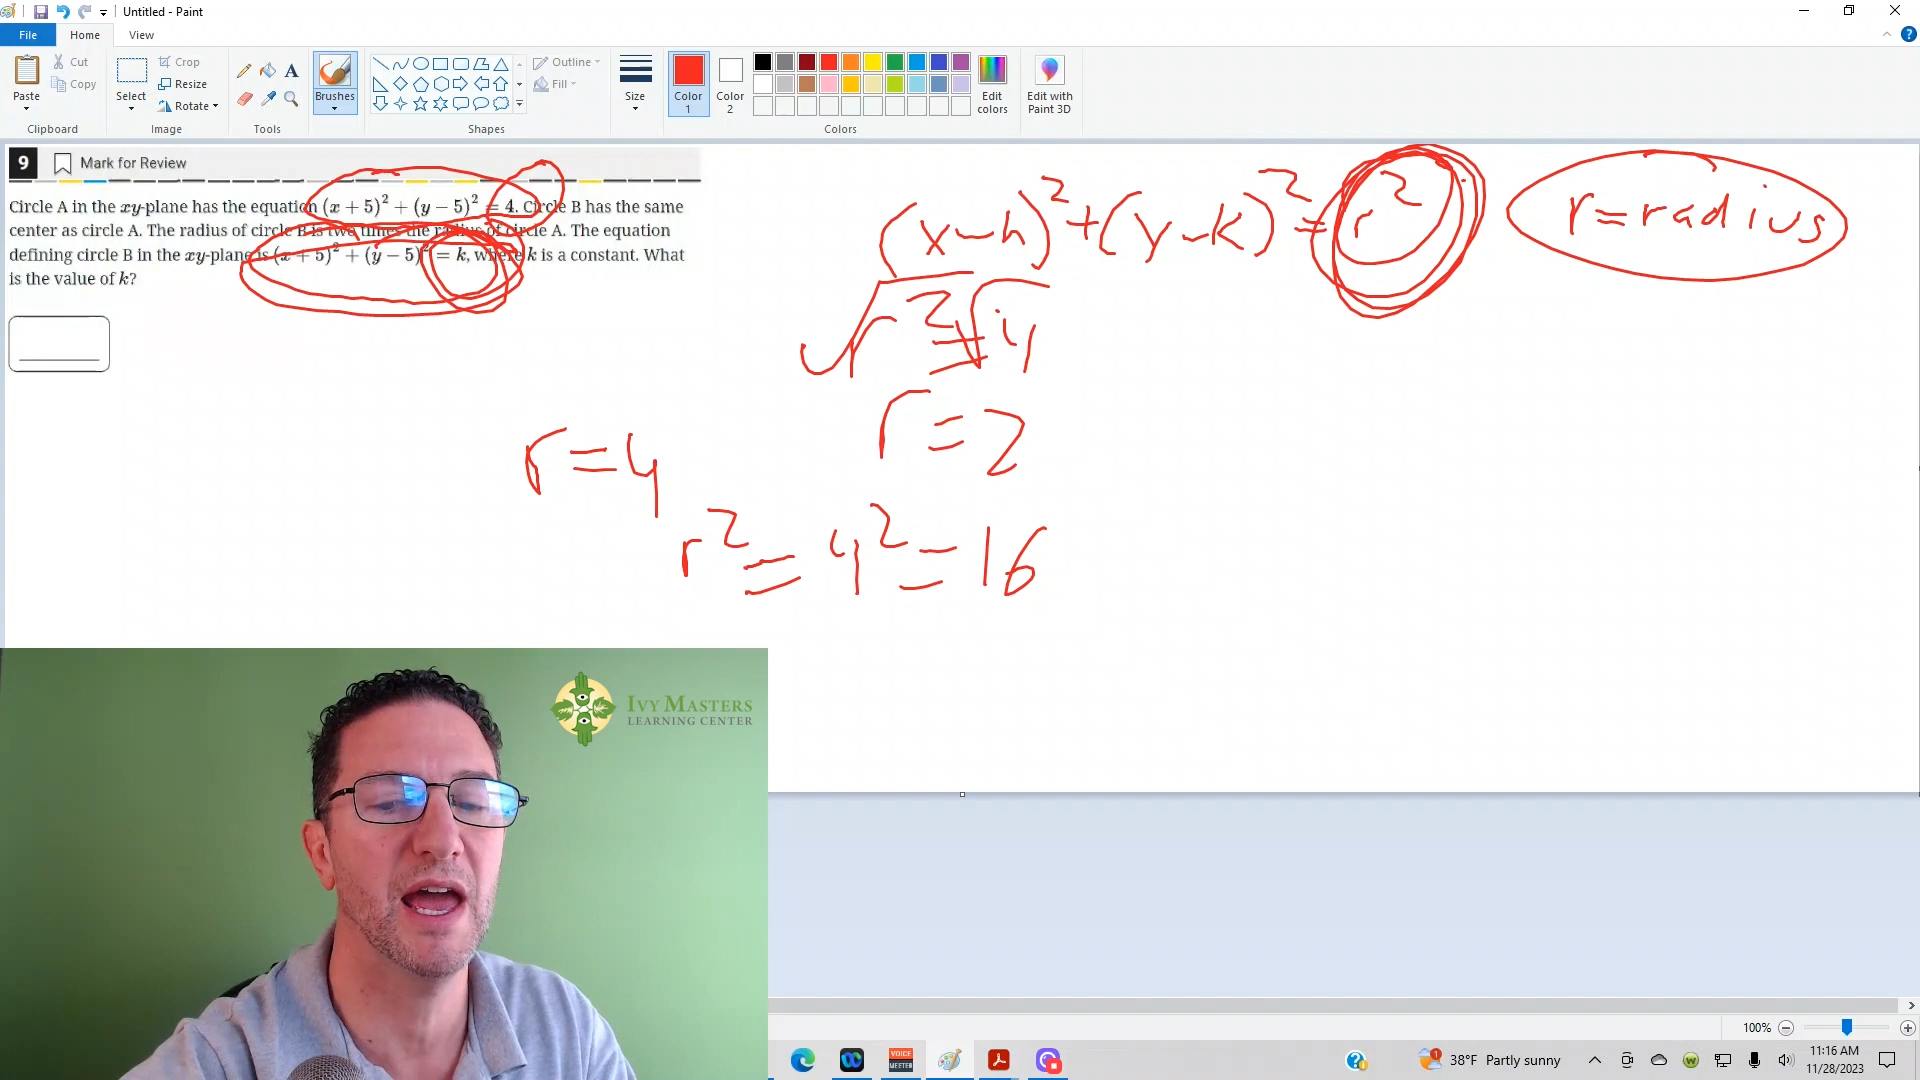 Untitled - Paint
File Home View
Paste
Cut
Copy
Clipboard
Select
Crop
Resize
Rotate
Image
Tools
Brushes
Shapes
Outline
Fill
Size
Color 1
Color 2
Colors
Edit colors
Edit with Paint 3D
9 Mark for Review
Circle A in the xy-plane has the equation (x + 5)² + (y − 5)² = 4. Circle B has the same
center as circle A. The radius of circle B is two times the radius of circle A. The equation
defining circle B in the xy-plane is (x + 5)² + (y − 5)² = k, where k is a constant. What
is the value of k?
(x-h)²+(y-k)²=r²
r=radius
√r²=√4
r=2
r=4
r²=4²=16
IVY MASTERS
LEARNING CENTER
100%
VOICE MEETER
1
38°F Partly sunny
11:16 AM
11/28/2023